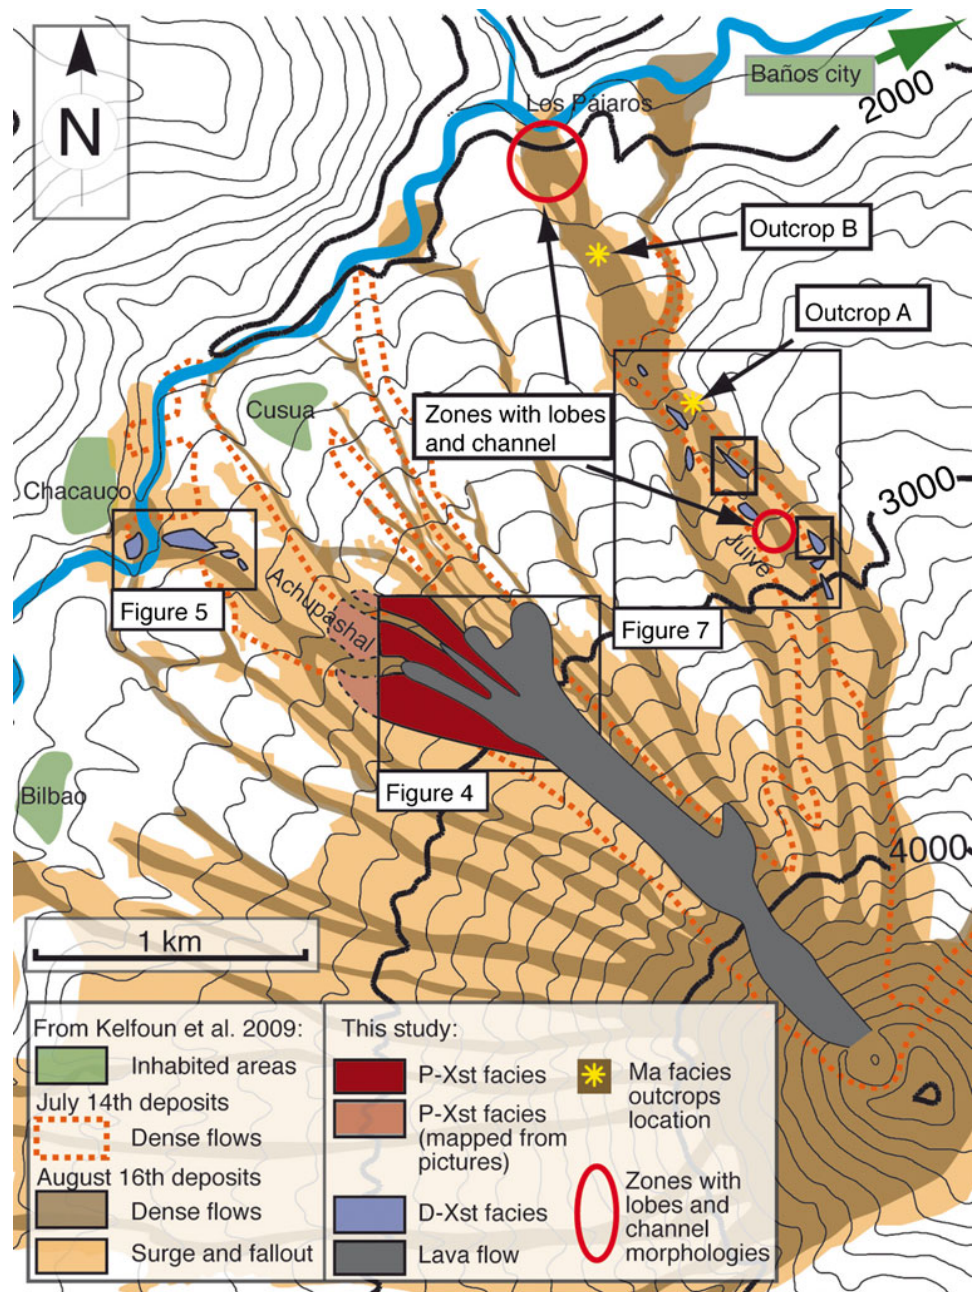 N
Baños city
2000
Los Pájaros
Outcrop B
Outcrop A
Cusua
Zones with lobes
and channel
Chacauco
3000
Juive
Figure 5
Achupashal
Figure 7
Bilbao
Figure 4
4000
1 km
From Kelfoun et al. 2009:
Inhabited areas
July 14th deposits
Dense flows
August 16th deposits
Dense flows
Surge and fallout
This study:
P-Xst facies
P-Xst facies
(mapped from
pictures)
D-Xst facies
Lava flow
Ma facies
outcrops
location
Zones with
lobes and
channel
morphologies